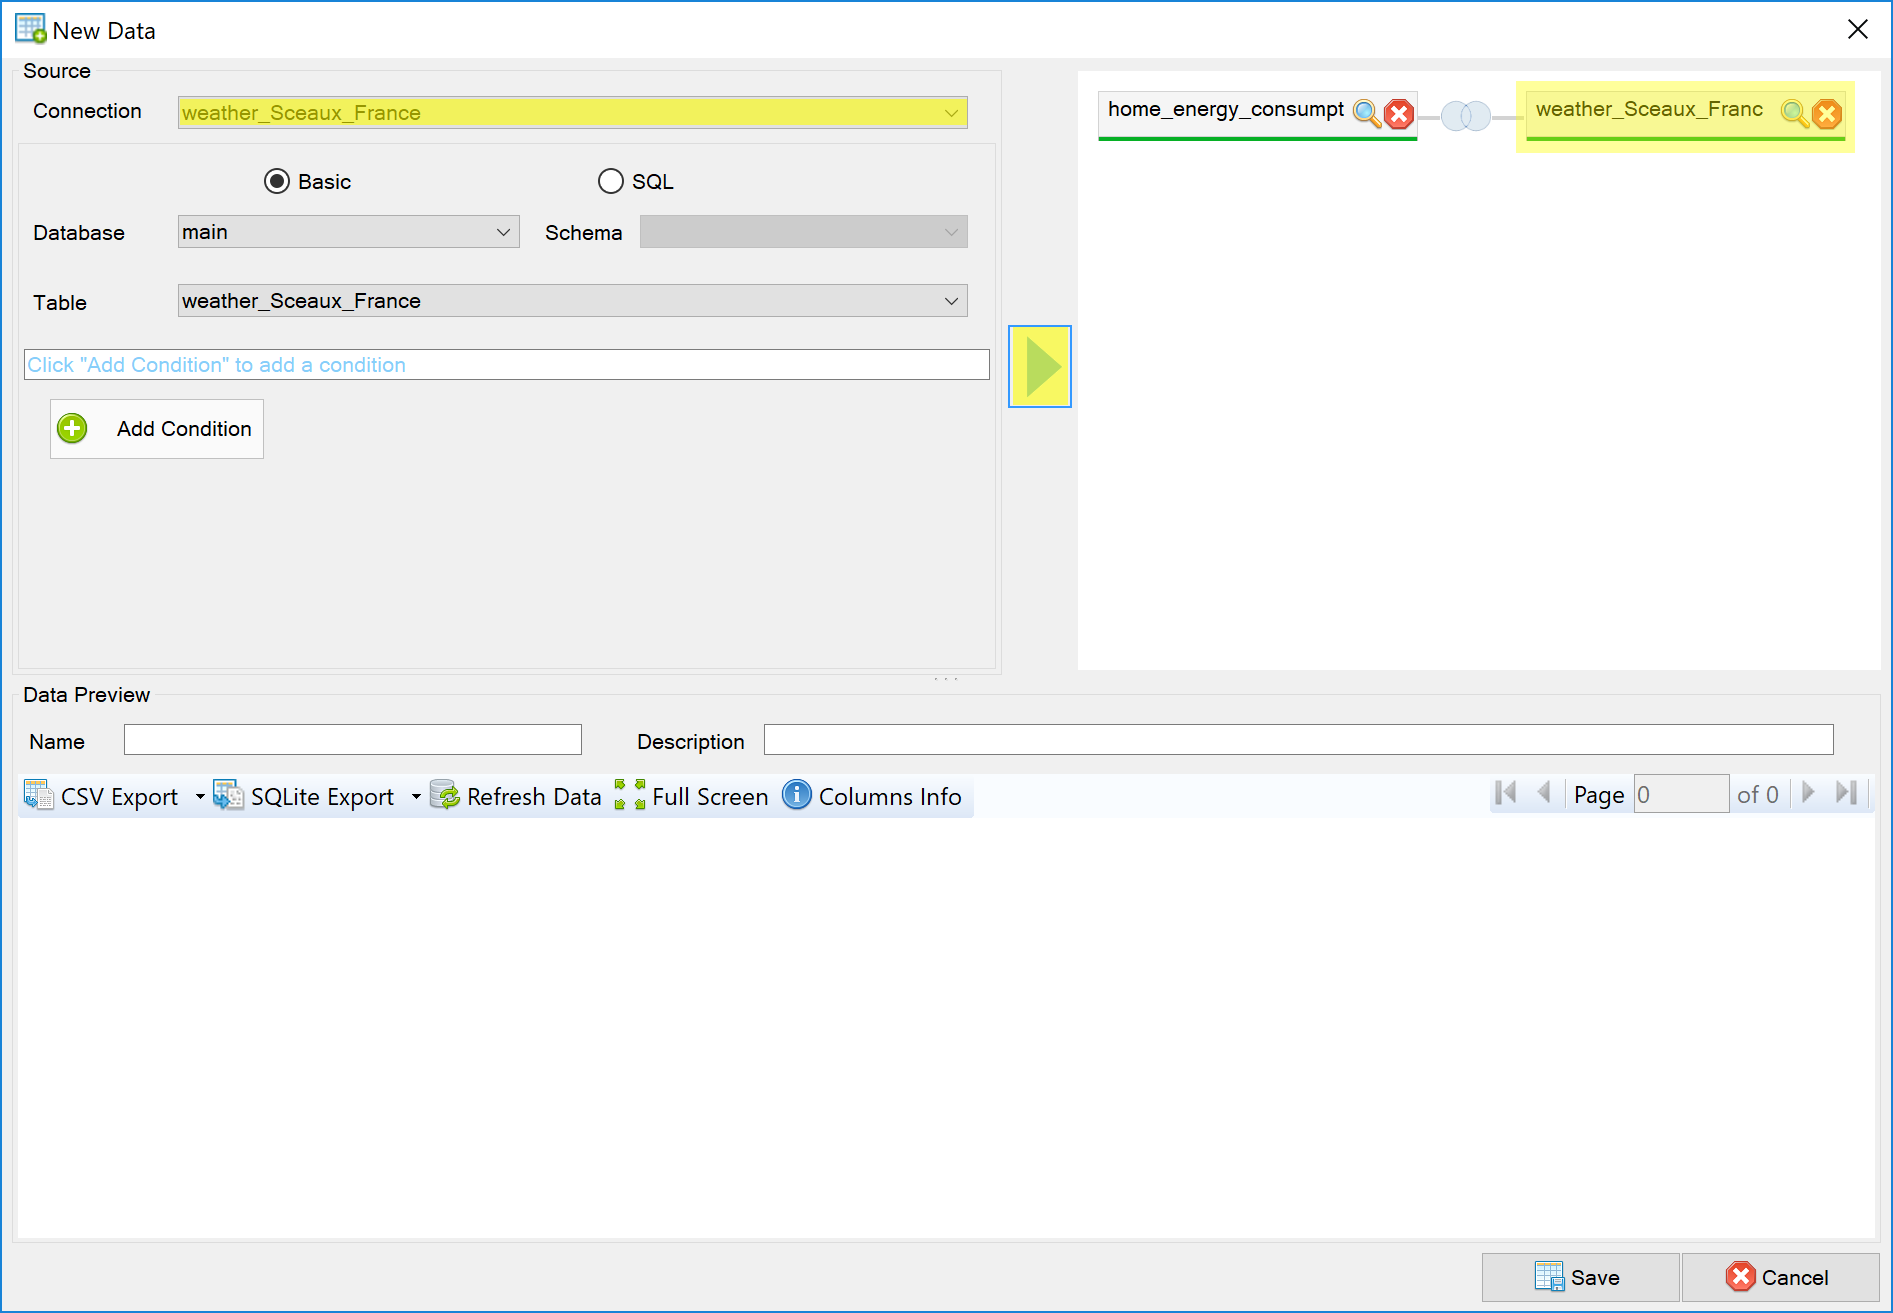 New Data
Source
Connection weather_Sceaux_France
home_energy_consumpt weather_Sceaux_Franc
Basic SQL
Database main Schema
Table weather_Sceaux_France
Click "Add Condition" to add a condition
Add Condition
Data Preview
Name Description
CSV Export SQLite Export Refresh Data Full Screen Columns Info Page 0 of 0
Save Cancel